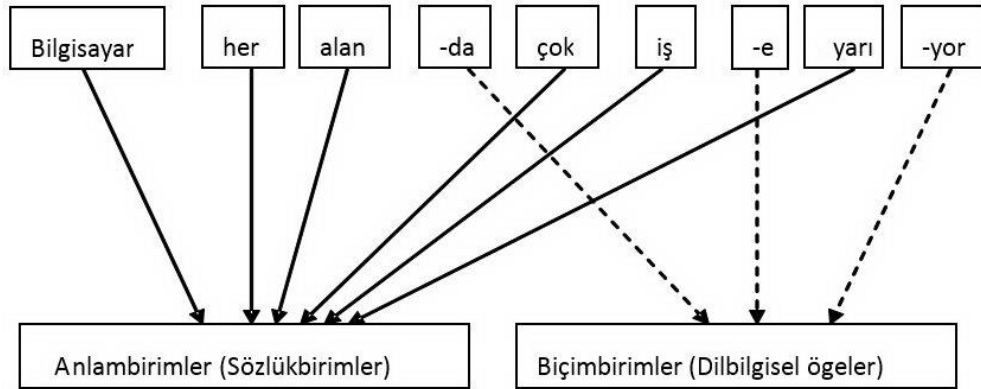 Bilgisayar her alan -da çok iş -e yarı -yor
Anlambirimler (Sözlükbirimler) Biçimbirimler (Dilbilgisel ögeler)